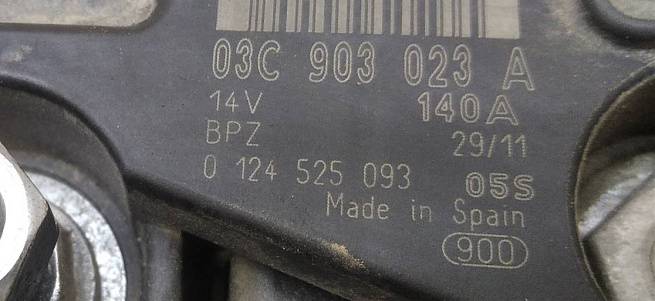 03C 903 023 A
14V 140A
BPZ 29/11
0 124 525 093 05S
Made in Spain
900